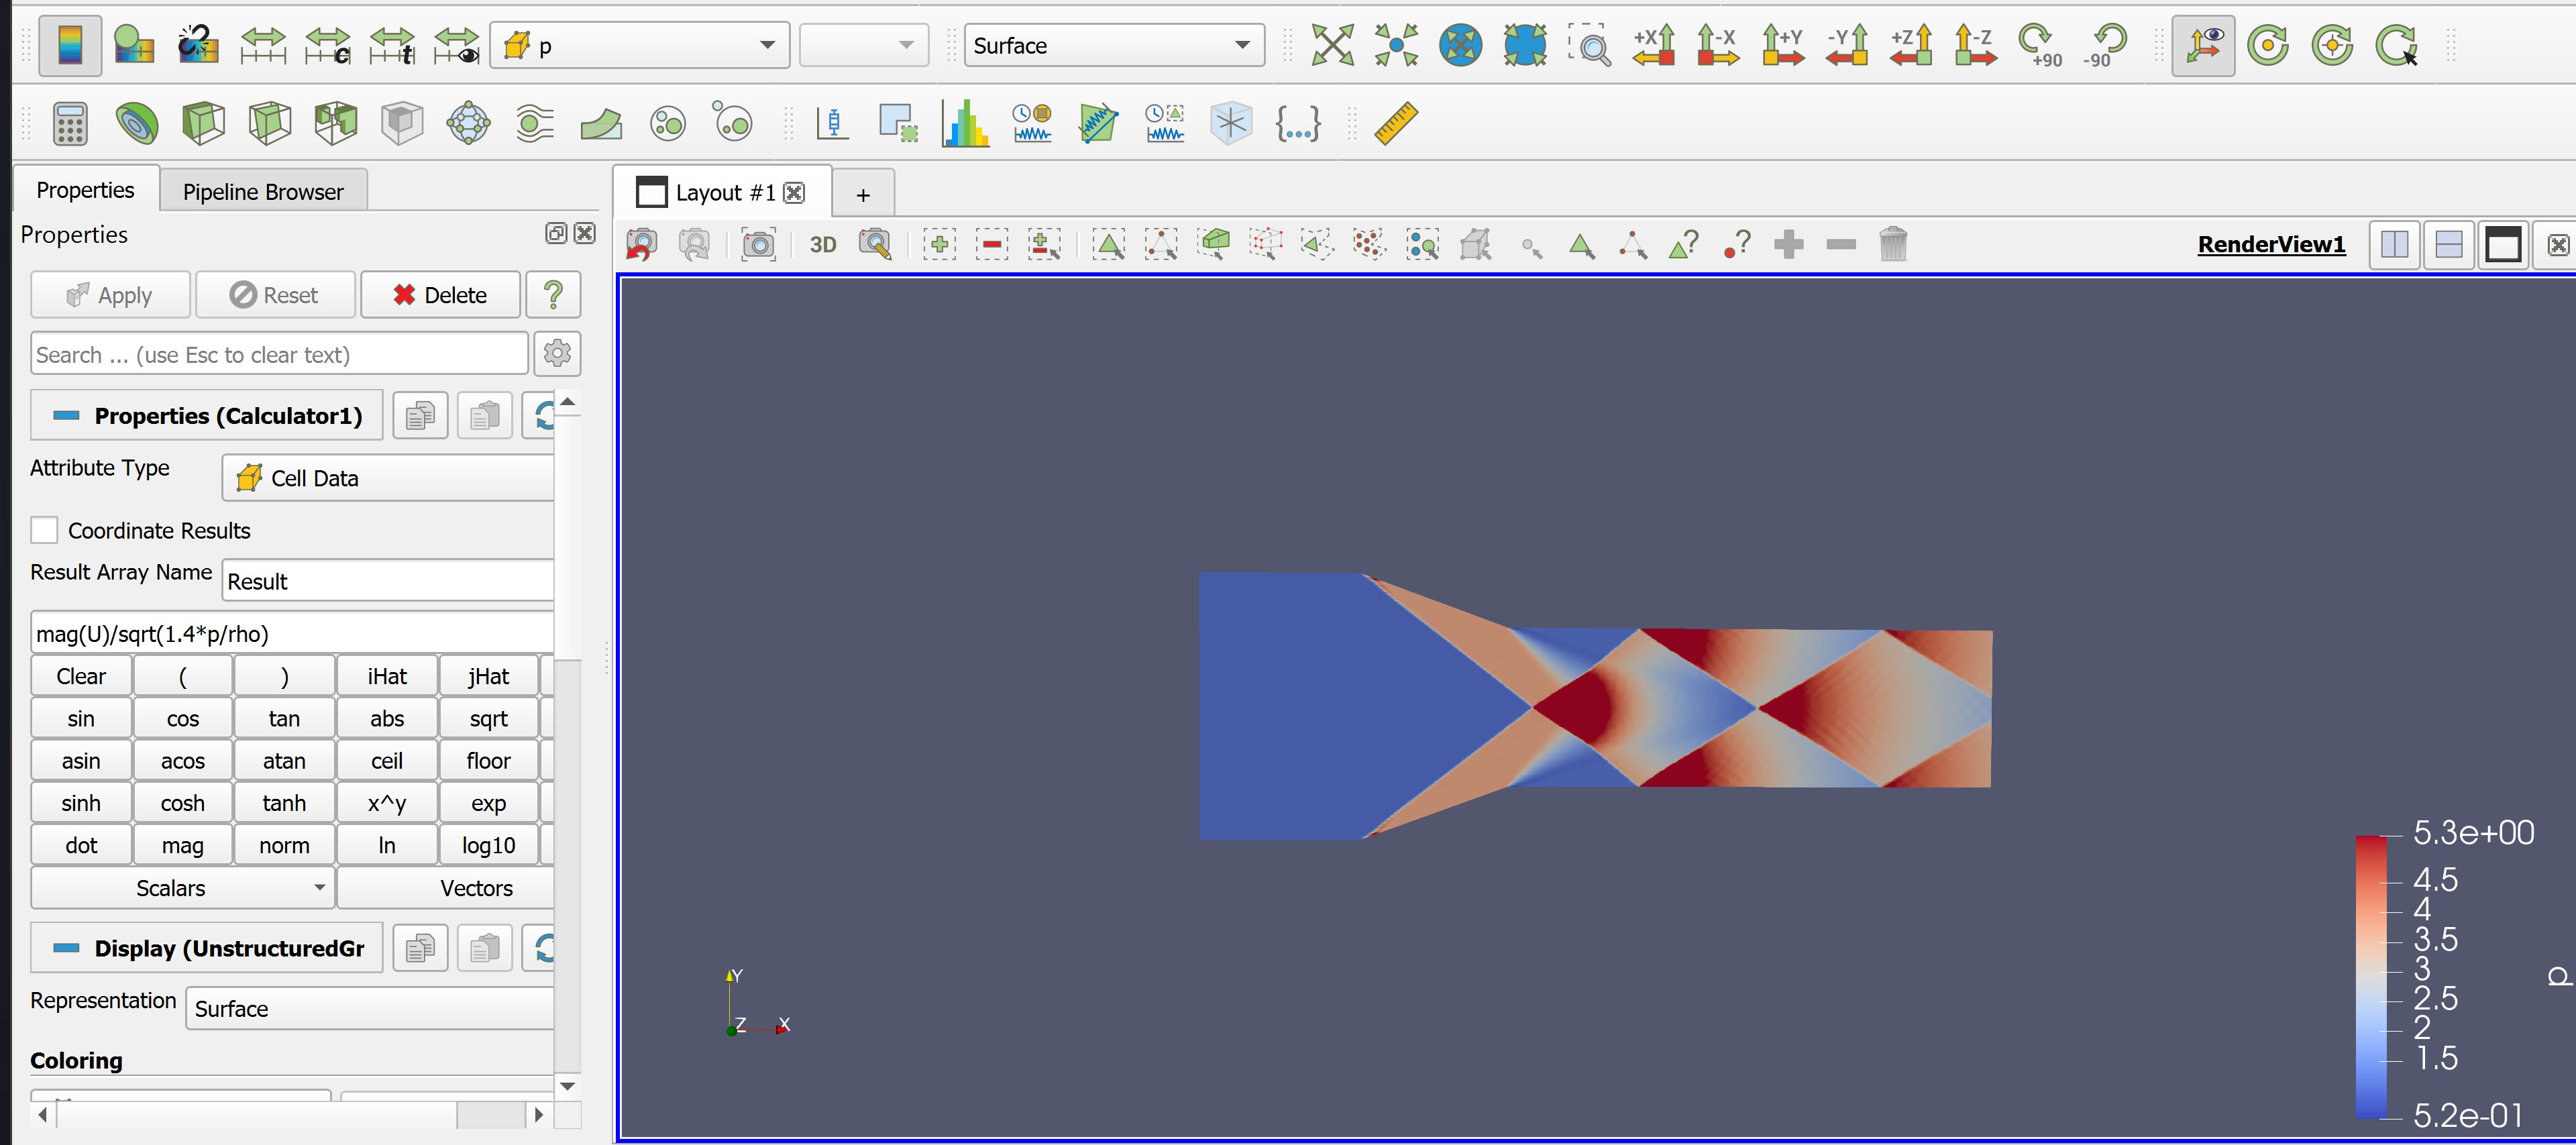 p Surface +X -X +Y -Y +Z -Z +90 -90
c t
Properties Pipeline Browser Layout #1 +
Properties 3D RenderView1
Apply Reset Delete ?
Search ... (use Esc to clear text)
Properties (Calculator1)
Attribute Type Cell Data
Coordinate Results
Result Array Name Result
mag(U)/sqrt(1.4*p/rho)
Clear ( ) iHat jHat
sin cos tan abs sqrt
asin acos atan ceil floor
sinh cosh tanh x^y exp
dot mag norm ln log10
Scalars Vectors
Display (UnstructuredGr
Representation Surface
Coloring
Y
Z X
5.3e+00
4.5
4
3.5
3
2.5
2
1.5
5.2e-01
p